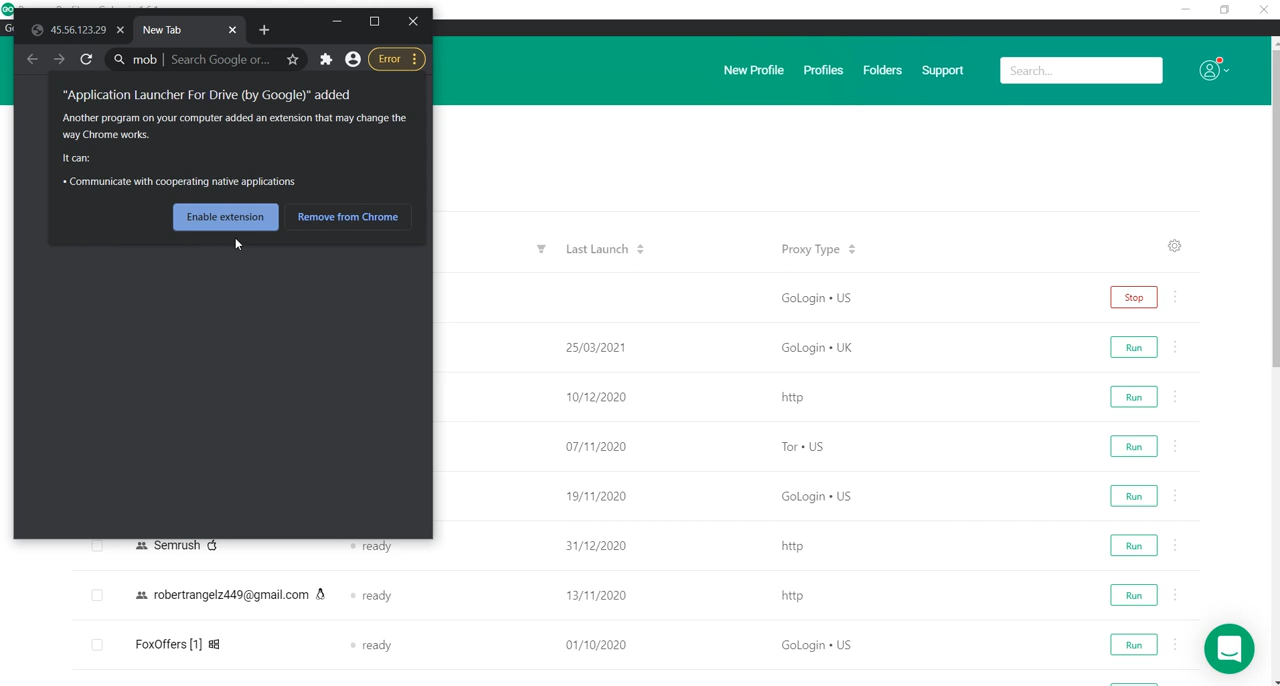 45.56.123.29
New Tab
mob
Search Google or...
Error
"Application Launcher For Drive (by Google)" added
Another program on your computer added an extension that may change the
way Chrome works.
It can:
• Communicate with cooperating native applications
Enable extension
Remove from Chrome
New Profile
Profiles
Folders
Support
Search...
Last Launch
Proxy Type
GoLogin • US
Stop
25/03/2021
GoLogin • UK
Run
10/12/2020
http
Run
07/11/2020
Tor • US
Run
19/11/2020
GoLogin • US
Run
Semrush
ready
31/12/2020
http
Run
robertrangelz449@gmail.com
ready
13/11/2020
http
Run
FoxOffers [1]
ready
01/10/2020
GoLogin • US
Run